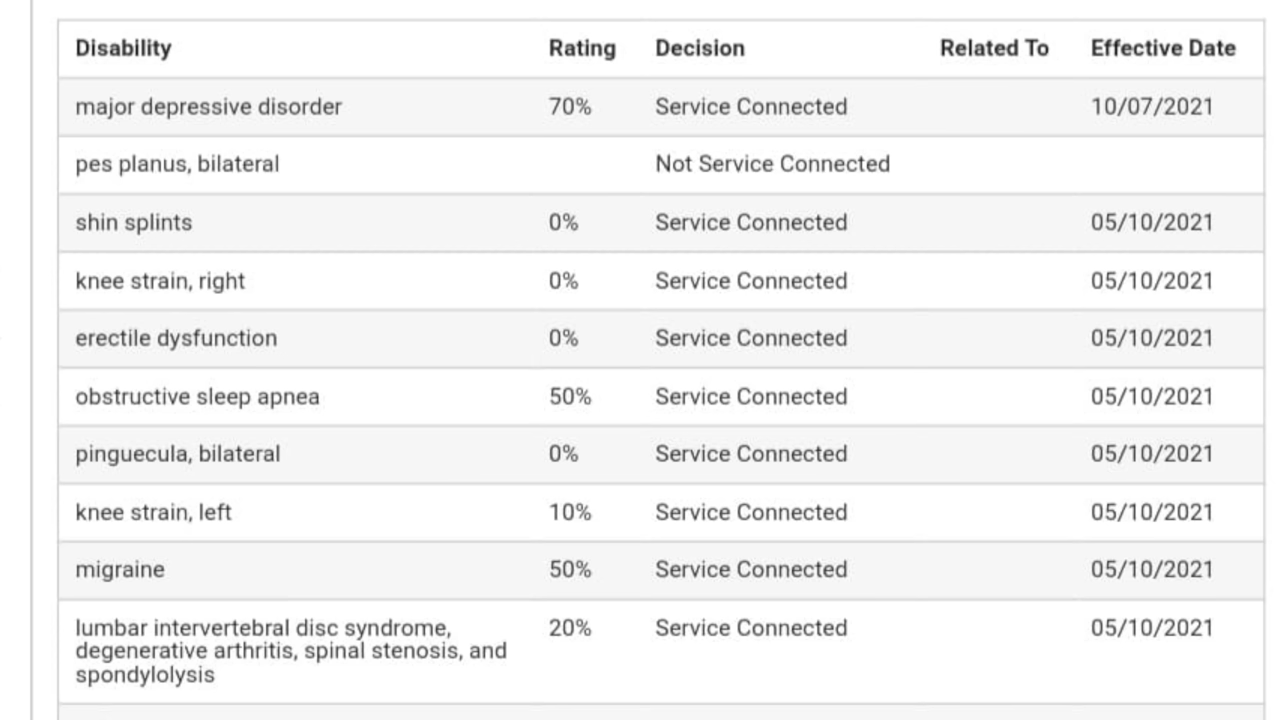 Disability Rating Decision Related To Effective Date
major depressive disorder 70% Service Connected 10/07/2021
pes planus, bilateral Not Service Connected
shin splints 0% Service Connected 05/10/2021
knee strain, right 0% Service Connected 05/10/2021
erectile dysfunction 0% Service Connected 05/10/2021
obstructive sleep apnea 50% Service Connected 05/10/2021
pinguecula, bilateral 0% Service Connected 05/10/2021
knee strain, left 10% Service Connected 05/10/2021
migraine 50% Service Connected 05/10/2021
lumbar intervertebral disc syndrome, 20% Service Connected 05/10/2021
degenerative arthritis, spinal stenosis, and
spondylolysis